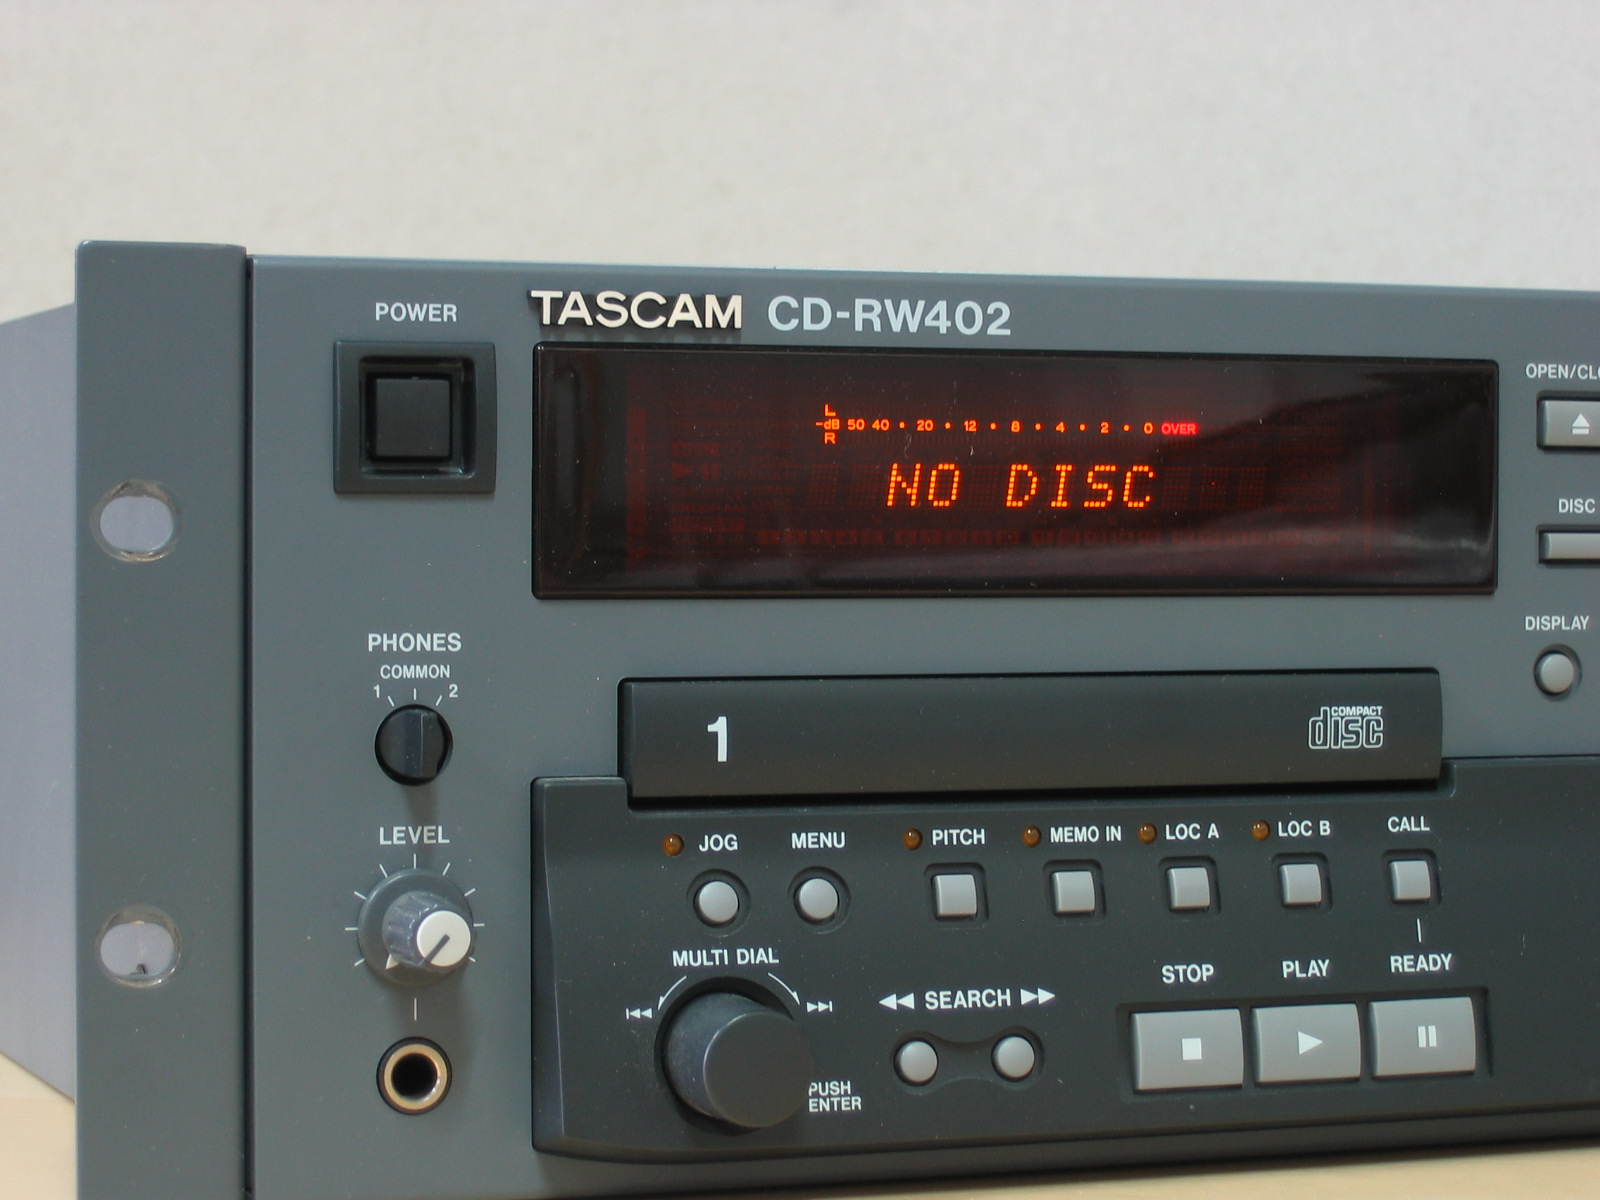 POWER
TASCAM CD-RW402
OPEN/CLO
L
-dB 50 40 • 20 • 12 • 8 • 4 • 2 • 0 OVER
R
NO DISC
DISC
DISPLAY
PHONES
COMMON
1 2
1
COMPACT
disc
LEVEL
JOG MENU PITCH MEMO IN LOC A LOC B CALL
MULTI DIAL
SEARCH
STOP PLAY READY
PUSH
ENTER